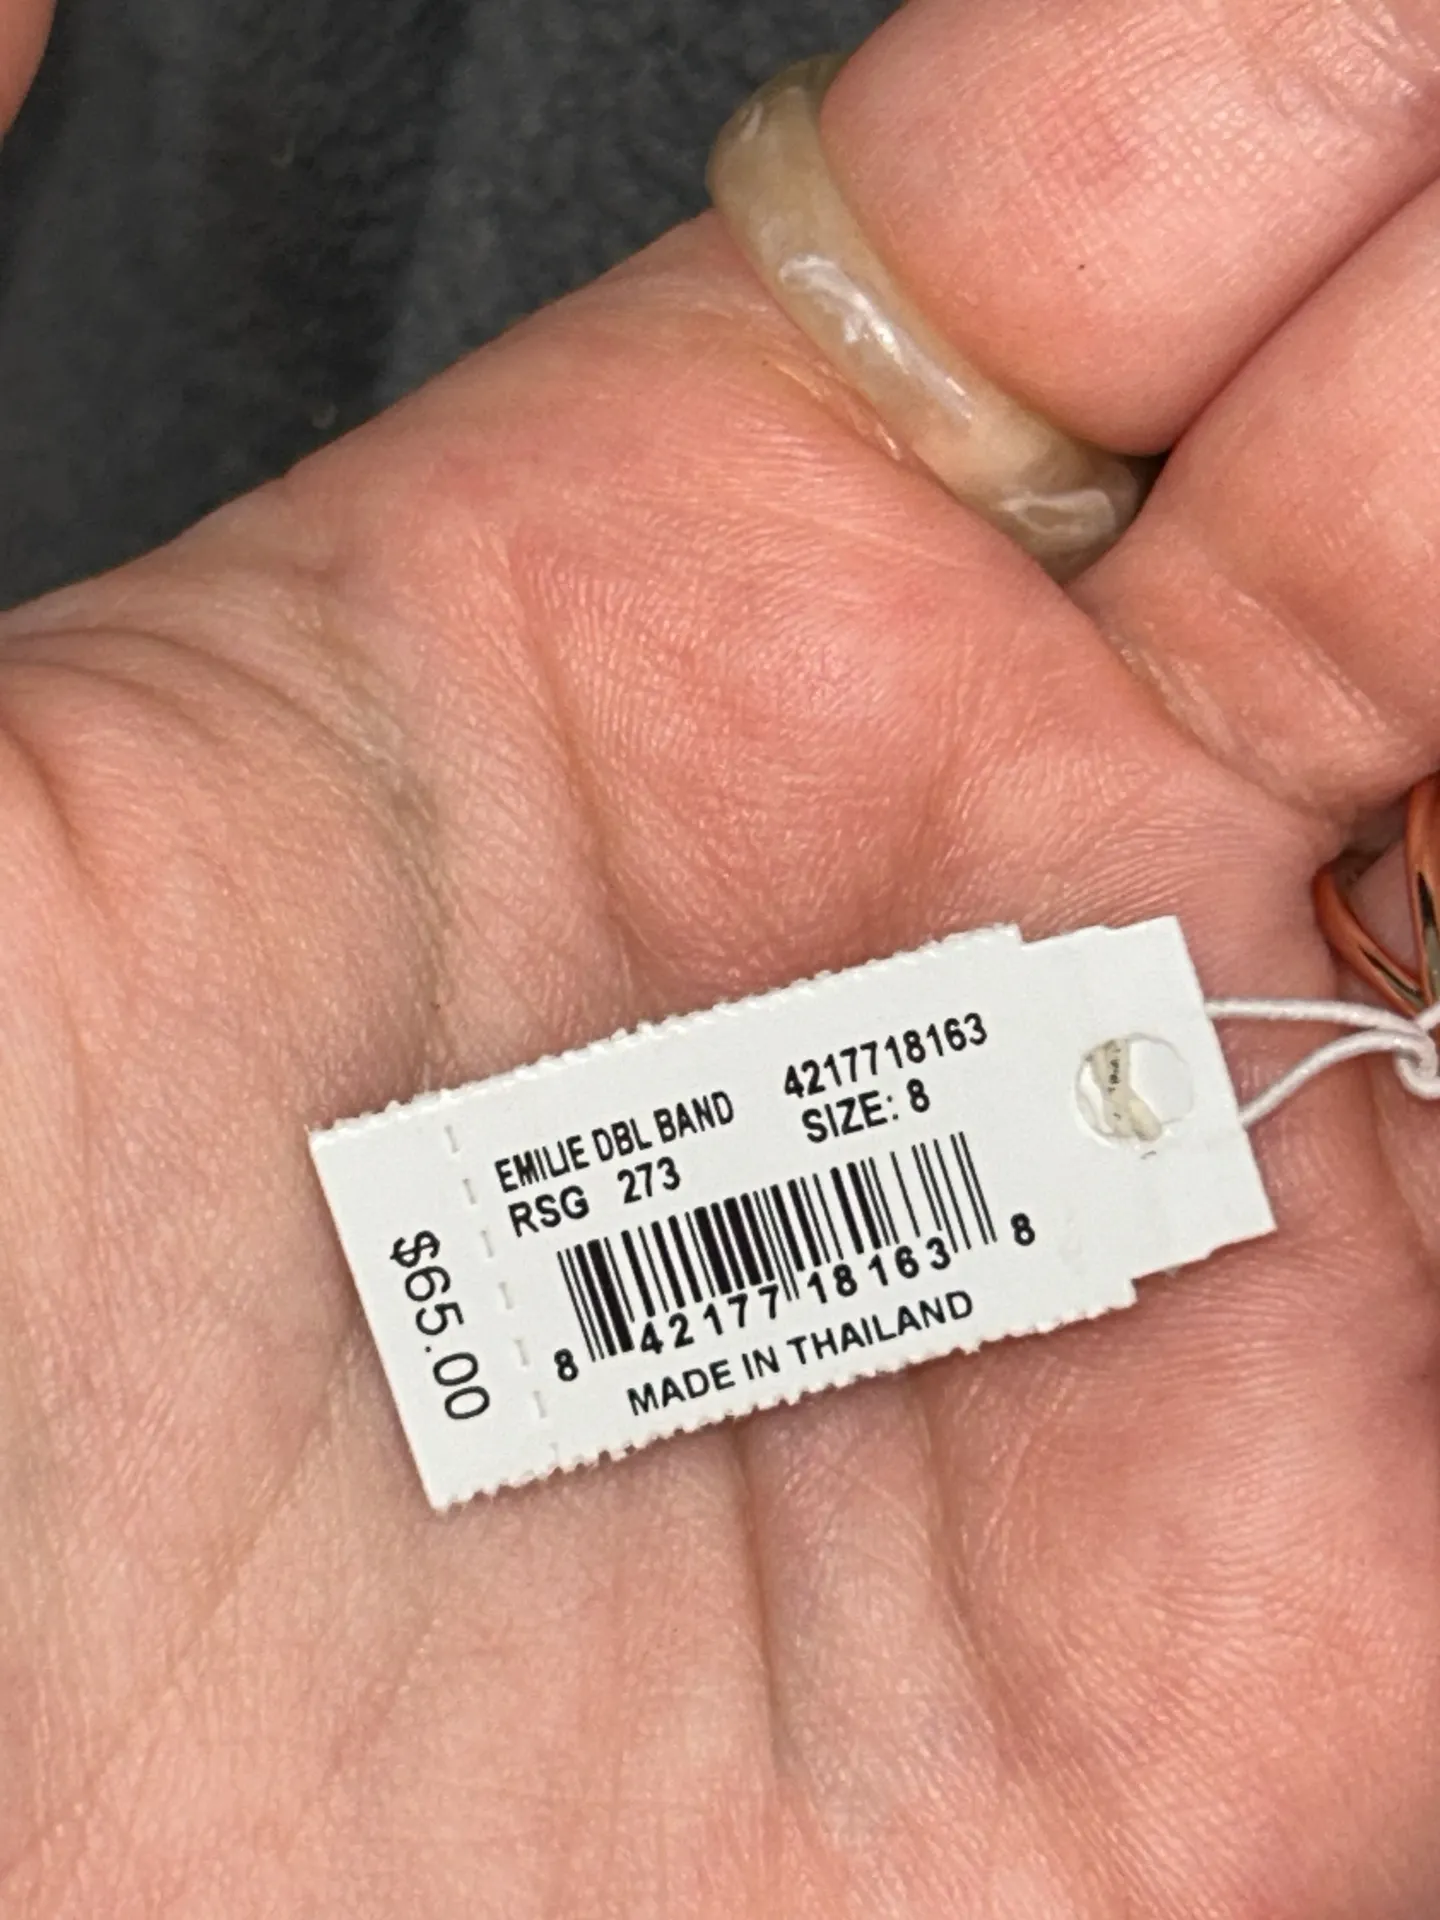 EMILIE DBL BAND 4217718163
RSG 273 SIZE: 8
8 42177 18163 8
MADE IN THAILAND
$65.00